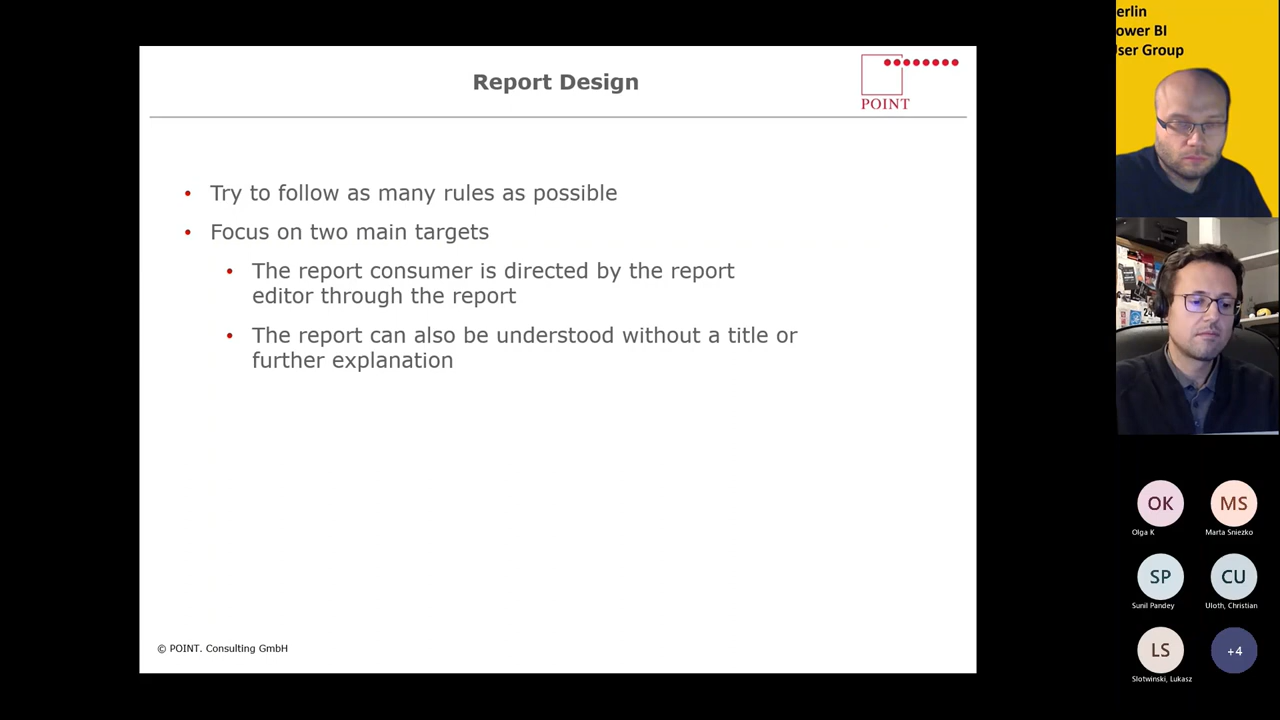 Report Design
POINT
• Try to follow as many rules as possible
• Focus on two main targets
• The report consumer is directed by the report
editor through the report
• The report can also be understood without a title or
further explanation
© POINT. Consulting GmbH
erlin
ower BI
ser Group
24
OK
MS
Olga K
Marta Sniezko
SP
CU
Sunil Pandey
Uloth, Christian
LS
+4
Slotwinski, Lukasz